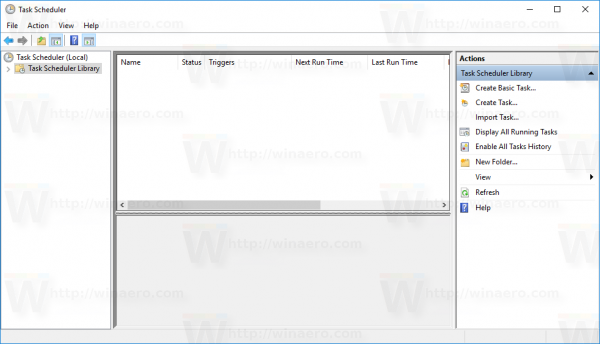 Task Scheduler
File Action View Help
Task Scheduler (Local)
Task Scheduler Library
Name Status Triggers Next Run Time Last Run Time
Actions
Task Scheduler Library
Create Basic Task...
Create Task...
Import Task...
Display All Running Tasks
Enable All Tasks History
New Folder...
View
Refresh
Help
http://winaero.com